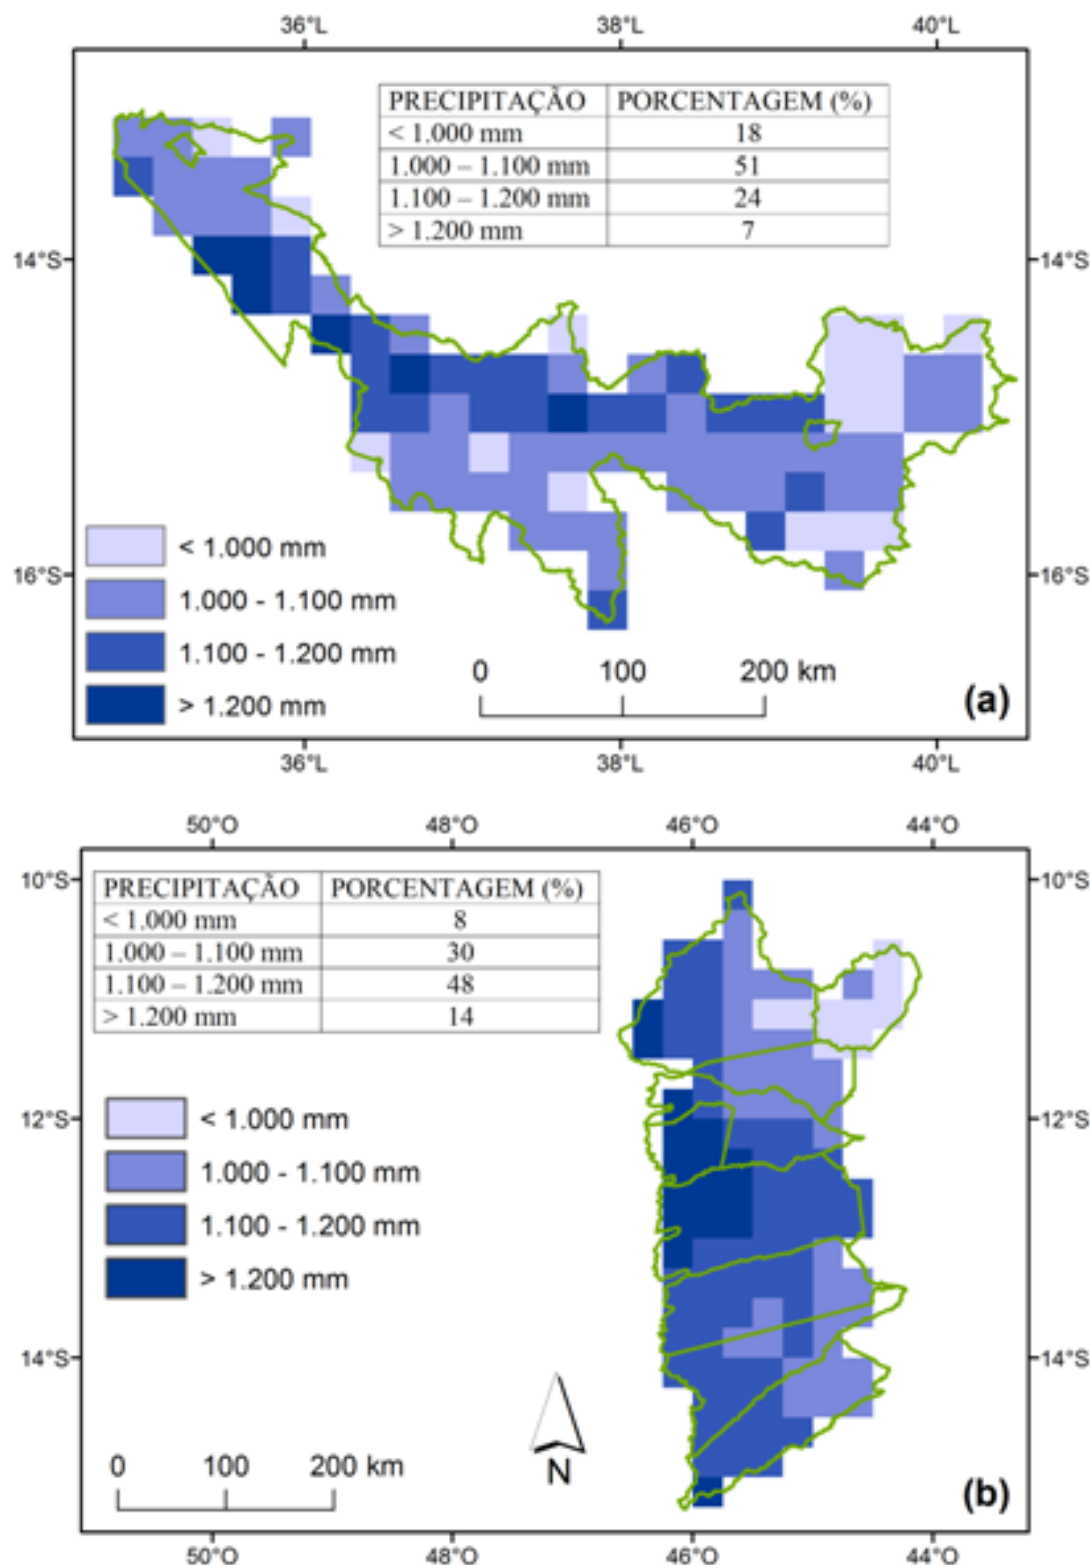 36°L 38°L 40°L
PRECIPITAÇÃO PORCENTAGEM (%)
< 1.000 mm 18
1.000 – 1.100 mm 51
1.100 – 1.200 mm 24
> 1.200 mm 7
14°S 14°S
< 1.000 mm
1.000 - 1.100 mm
16°S 16°S
1.100 - 1.200 mm
> 1.200 mm
0 100 200 km
(a)
36°L 38°L 40°L
50°O 48°O 46°O 44°O
10°S 10°S
PRECIPITAÇÃO PORCENTAGEM (%)
< 1.000 mm 8
1.000 – 1.100 mm 30
1.100 – 1.200 mm 48
> 1.200 mm 14
12°S 12°S
< 1.000 mm
1.000 - 1.100 mm
1.100 - 1.200 mm
> 1.200 mm
14°S 14°S
0 100 200 km
N
(b)
50°O 48°O 46°O 44°O